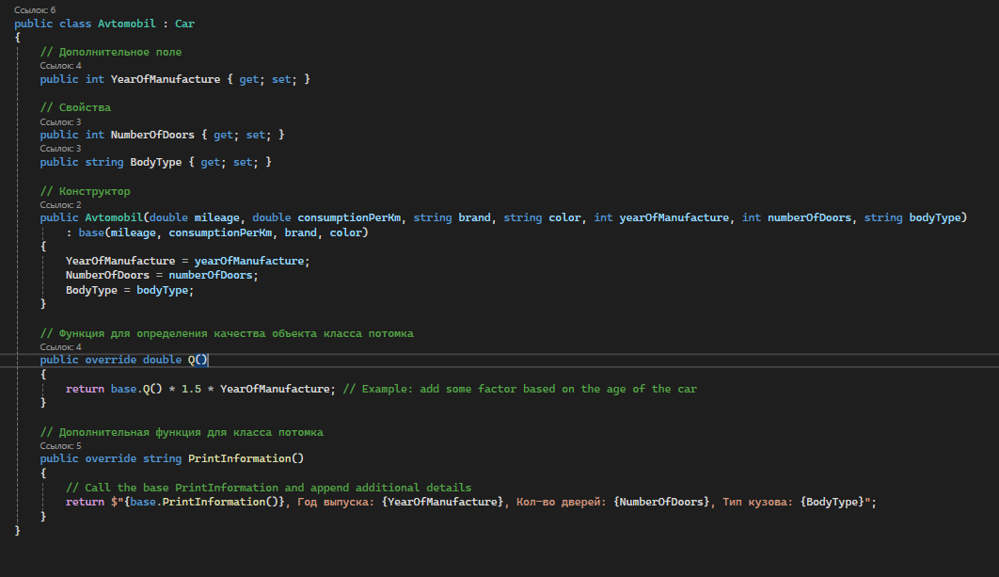 Ссылок: 6
public class Avtomobil : Car
{
// Дополнительное поле
Ссылок: 4
public int YearOfManufacture { get; set; }
// Свойства
Ссылок: 3
public int NumberOfDoors { get; set; }
Ссылок: 3
public string BodyType { get; set; }
// Конструктор
Ссылок: 2
public Avtomobil(double mileage, double consumptionPerKm, string brand, string color, int yearOfManufacture, int numberOfDoors, string bodyType)
: base(mileage, consumptionPerKm, brand, color)
{
YearOfManufacture = yearOfManufacture;
NumberOfDoors = numberOfDoors;
BodyType = bodyType;
}
// Функция для определения качества объекта класса потомка
Ссылок: 4
public override double Q()
{
return base.Q() * 1.5 * YearOfManufacture; // Example: add some factor based on the age of the car
}
// Дополнительная функция для класса потомка
Ссылок: 5
public override string PrintInformation()
{
// Call the base PrintInformation and append additional details
return $"{base.PrintInformation()}, Год выпуска: {YearOfManufacture}, Кол-во дверей: {NumberOfDoors}, Тип кузова: {BodyType}";
}
}